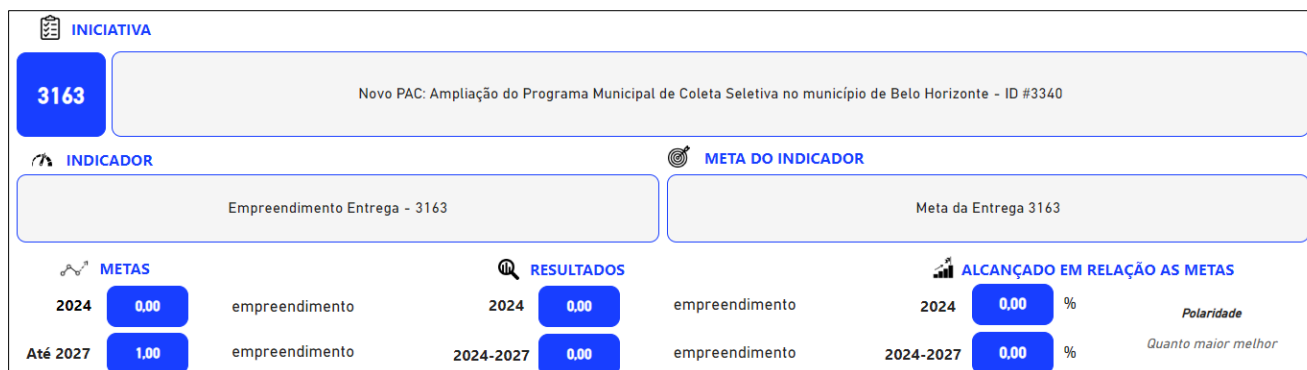 INICIATIVA
3163
Novo PAC: Ampliação do Programa Municipal de Coleta Seletiva no município de Belo Horizonte - ID #3340
INDICADOR
META DO INDICADOR
Empreendimento Entrega - 3163
Meta da Entrega 3163
METAS
RESULTADOS
ALCANÇADO EM RELAÇÃO AS METAS
2024 0,00 empreendimento 2024 0,00 empreendimento 2024 0,00 % Polaridade
Até 2027 1,00 empreendimento 2024-2027 0,00 empreendimento 2024-2027 0,00 % Quanto maior melhor